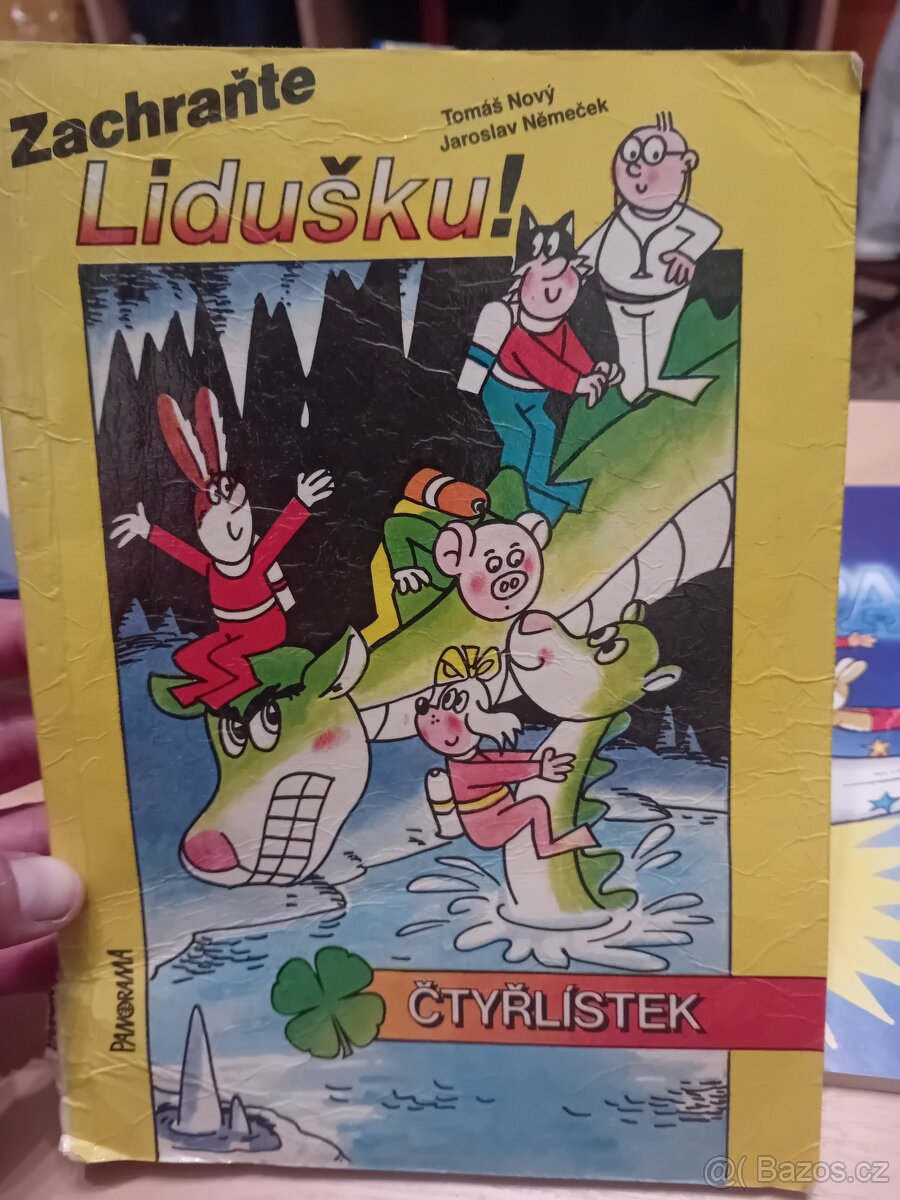 Zachraňte
Tomáš Nový
Jaroslav Němeček
Lidušku!
PANORAMA
ČTYŘLÍSTEK
@( Bazos.cz